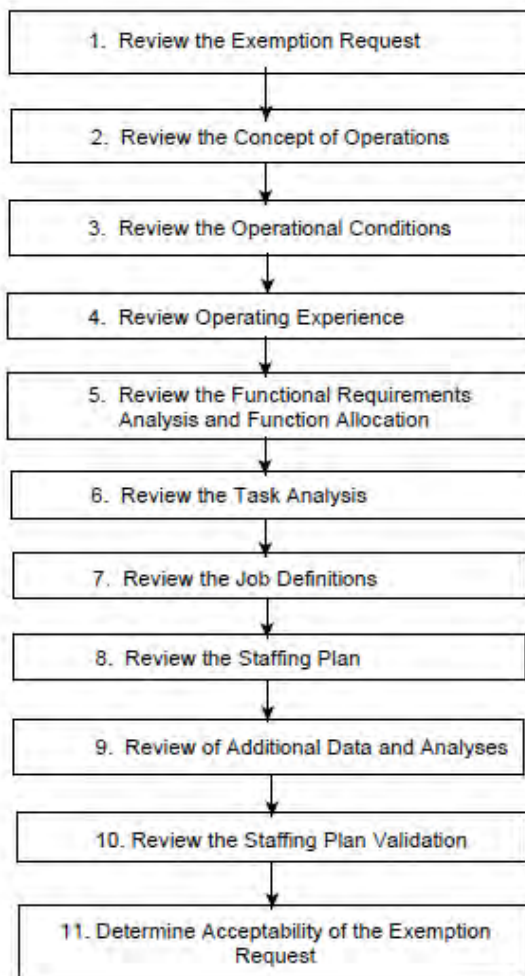 1. Review the Exemption Request
2. Review the Concept of Operations
3. Review the Operational Conditions
4. Review Operating Experience
5. Review the Functional Requirements
Analysis and Function Allocation
6. Review the Task Analysis
7. Review the Job Definitions
8. Review the Staffing Plan
9. Review of Additional Data and Analyses
10. Review the Staffing Plan Validation
11. Determine Acceptability of the Exemption
Request